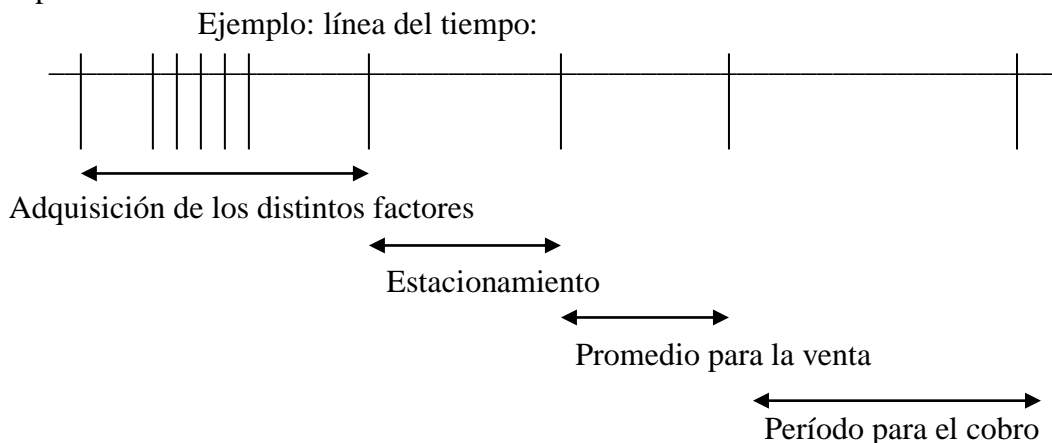 Ejemplo: línea del tiempo:
Adquisición de los distintos factores
Estacionamiento
Promedio para la venta
Período para el cobro